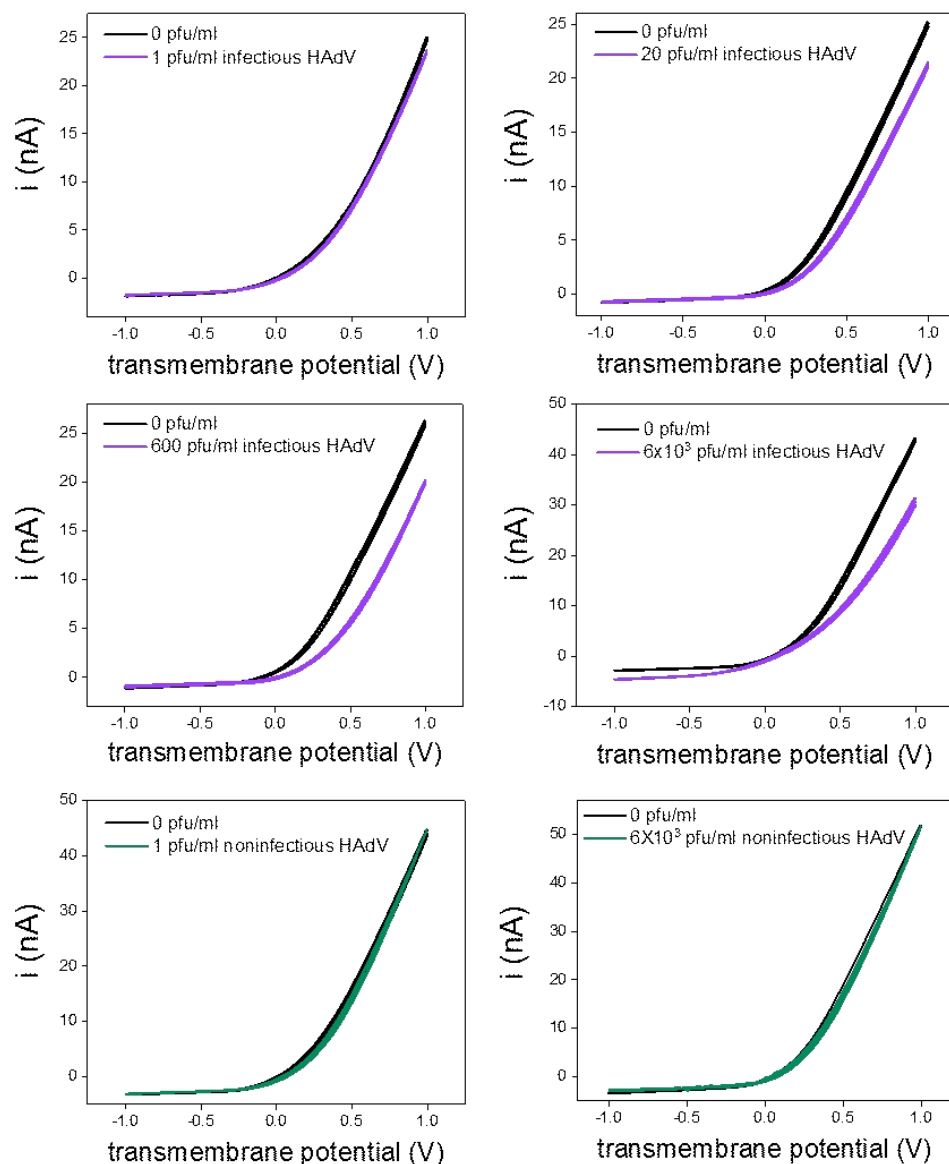 0 pfu/ml
1 pfu/ml infectious HAdV
25
20
15
10
5
0
i (nA)
-1.0 -0.5 0.0 0.5 1.0
transmembrane potential (V)
0 pfu/ml
20 pfu/ml infectious HAdV
25
20
15
10
5
0
i (nA)
-1.0 -0.5 0.0 0.5 1.0
transmembrane potential (V)
0 pfu/ml
600 pfu/ml infectious HAdV
25
20
15
10
5
0
i (nA)
-1.0 -0.5 0.0 0.5 1.0
transmembrane potential (V)
50
0 pfu/ml
6x10³ pfu/ml infectious HAdV
40
30
20
10
0
-10
i (nA)
-1.0 -0.5 0.0 0.5 1.0
transmembrane potential (V)
50
0 pfu/ml
1 pfu/ml noninfectious HAdV
40
30
20
10
0
i (nA)
-1.0 -0.5 0.0 0.5 1.0
transmembrane potential (V)
0 pfu/ml
6X10³ pfu/ml noninfectious HAdV
50
40
30
20
10
0
i (nA)
-1.0 -0.5 0.0 0.5 1.0
transmembrane potential (V)